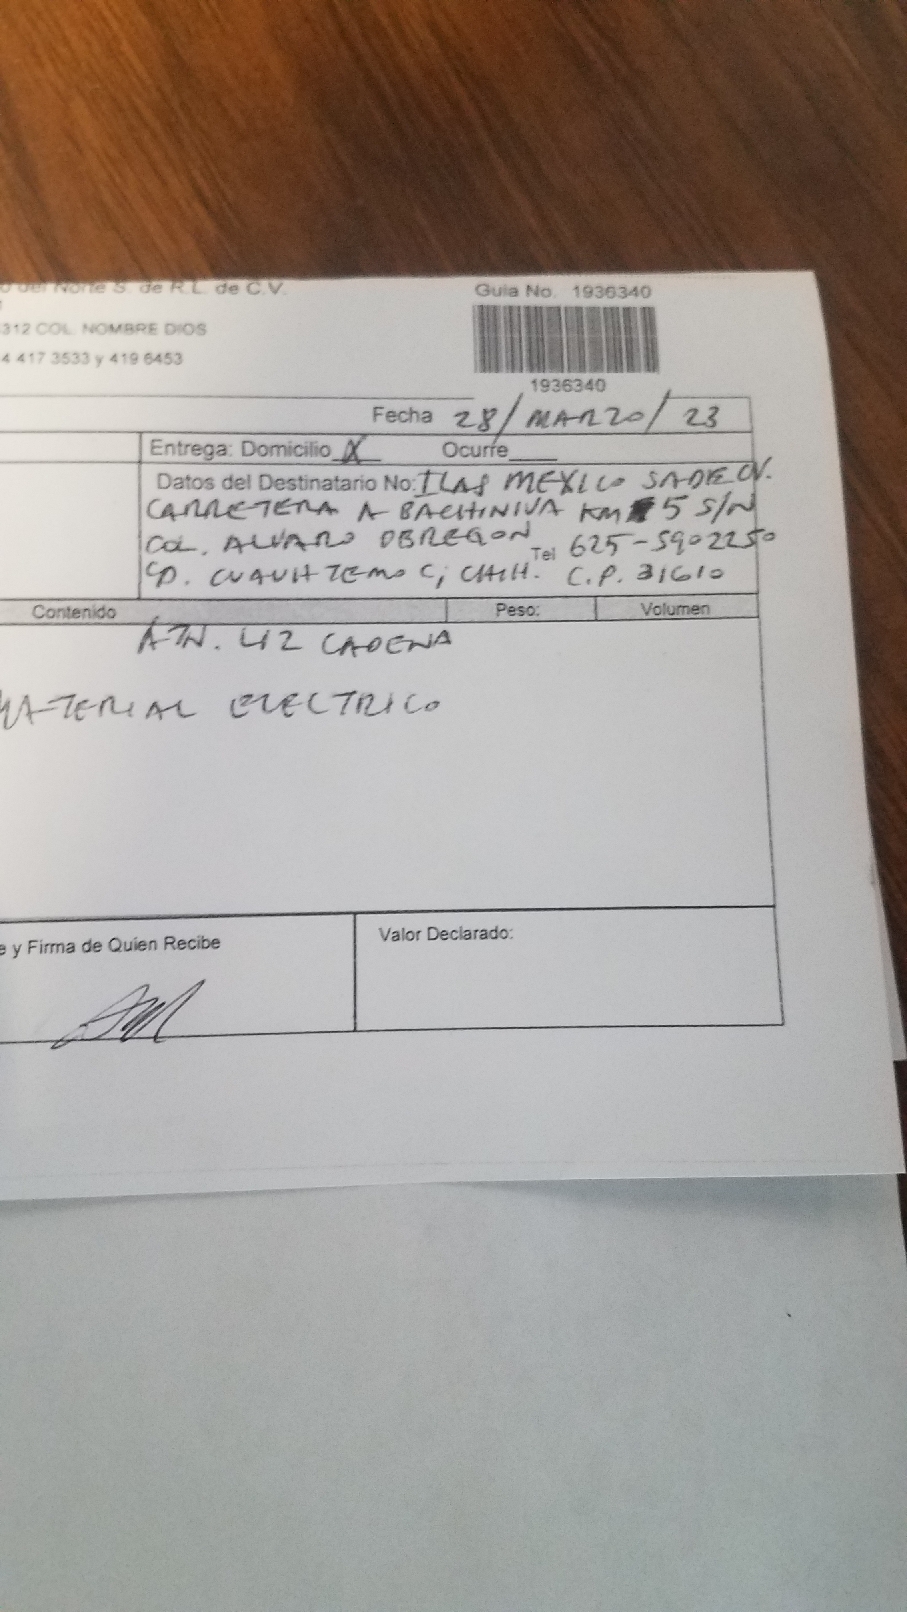 del Norte S. de R.L. de C.V.
Guia No. 1936340
312 COL. NOMBRE DIOS
4 417 3533 y 419 6453
1936340
Fecha 28/MARZO/23
Entrega: Domicilio X Ocurre
Datos del Destinatario No: ILAS MEXICO SA DE CV.
CARRETERA A BACHINIVA KM 5 S/N
COL. ALVARO OBREGON Tel 625-5902250
CD. CUAUHTEMOC, CHIH. C.P. 31610
Contenido Peso: Volumen
ATN. LIZ CADENA
MATERIAL ELECTRICO
e y Firma de Quien Recibe
Valor Declarado: